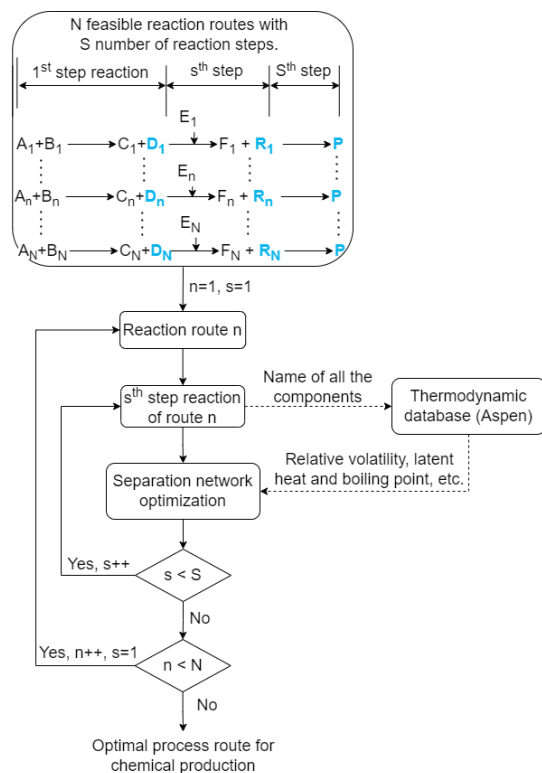 N feasible reaction routes with
S number of reaction steps.
1st step reaction sth step Sth step
E1
A1+B1 C1+D1 F1 + R1 P
En
An+Bn Cn+Dn Fn + Rn P
EN
AN+BN CN+DN FN + RN P
n=1, s=1
Reaction route n
sth step reaction
of route n
Name of all the
components
Thermodynamic
database (Aspen)
Relative volatility, latent
heat and boiling point, etc.
Separation network
optimization
Yes, s++
s < S
No
Yes, n++, s=1
n < N
No
Optimal process route for
chemical production